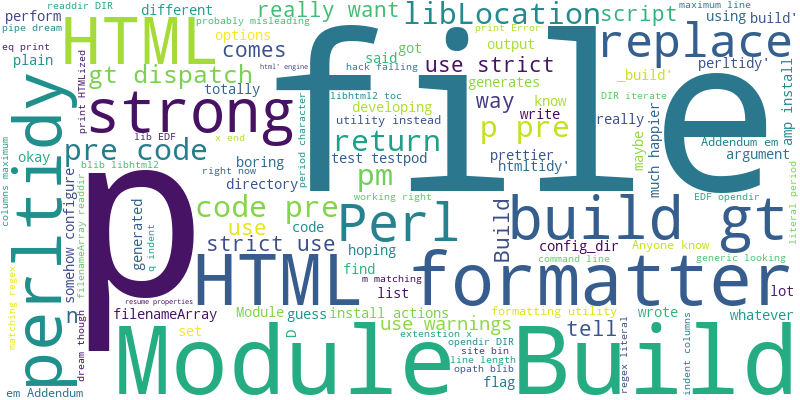 readdir DIR
perform
pipe dream
eq print
plain
HTML
different
probably misleading
options
comes
really want
libLocation
script
maximum line
using
build'
replace
_build'
perltidy'
print Error
output
said
got
hack failing
html' engine
use strict
gt dispatch
totally
libhtml2 toc
generates
DIR iterate
print HTMLized
strong
file
developing
way
know
write
utility instead
p pre
really
maybe
much happier
amp install
Addendum em
argument
perltidy
lib EDF
x end
period character
return
test testpod
prettier
htmltidy'
okay
pre code
boring
right now
directory
pm
blib libhtml2
columns maximum
somehow configure
filenameArray readdir
p
generated
q indent
code pre
use
code
strict use
working right
Perl
hoping
find
Build
build gt
EDF opendir
literal period
config_dir
Anyone know
command line
generic looking
HTML
m matching
list
formatter
lot
matching regex
n
resume properties
filenameArray
set
Module
D
guess
install actions
use warnings
formatting utility
tell
wrote
whatever
dream though
em Addendum
Module Build
extenstion x
opendir DIR
site bin
line length
opath blib
flag
regex literal
indent columns